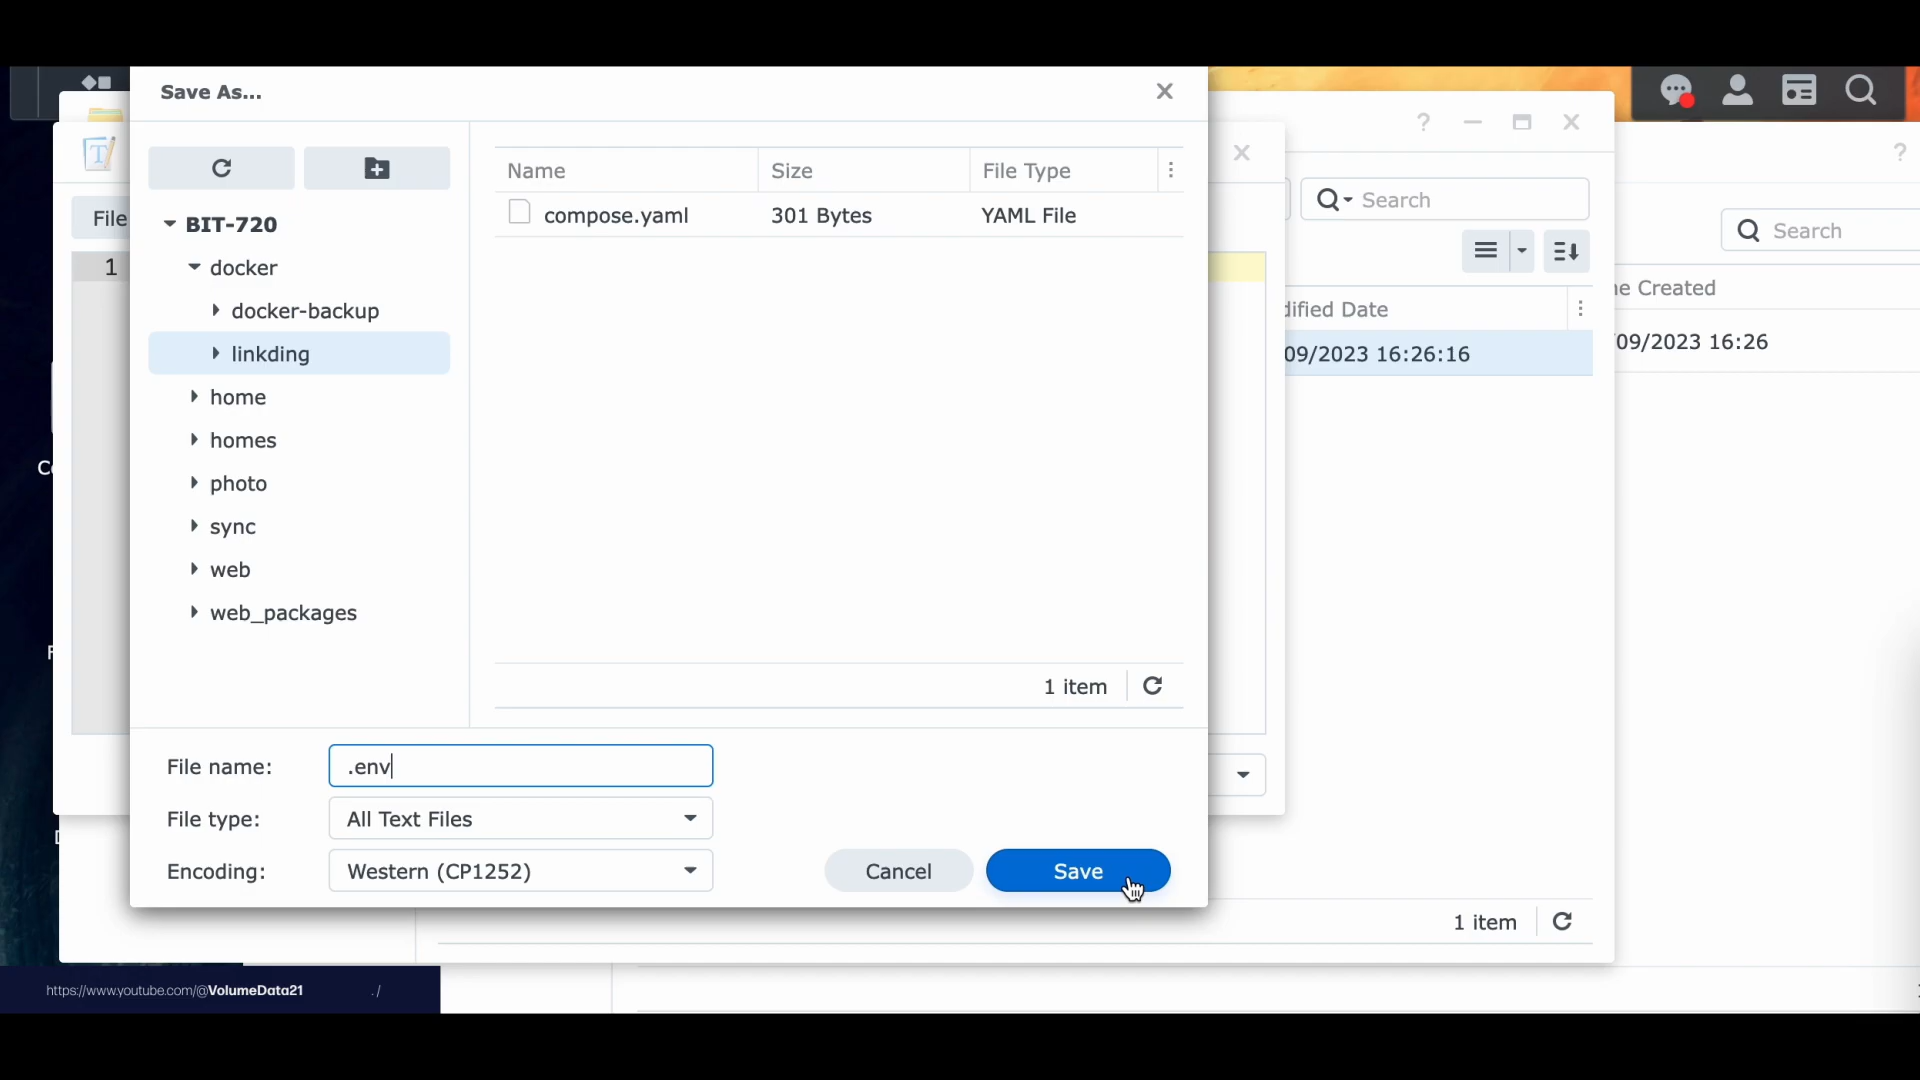 Save As...
Name Size File Type
compose.yaml 301 Bytes YAML File
BIT-720
docker
docker-backup
linkding
home
homes
photo
sync
web
web_packages
1 item
File name: .env
File type: All Text Files
Encoding: Western (CP1252)
Cancel Save
File
1
Search
dified Date
09/2023 16:26:16
1 item
Search
e Created
09/2023 16:26
https://www.youtube.com/@VolumeData21 ./